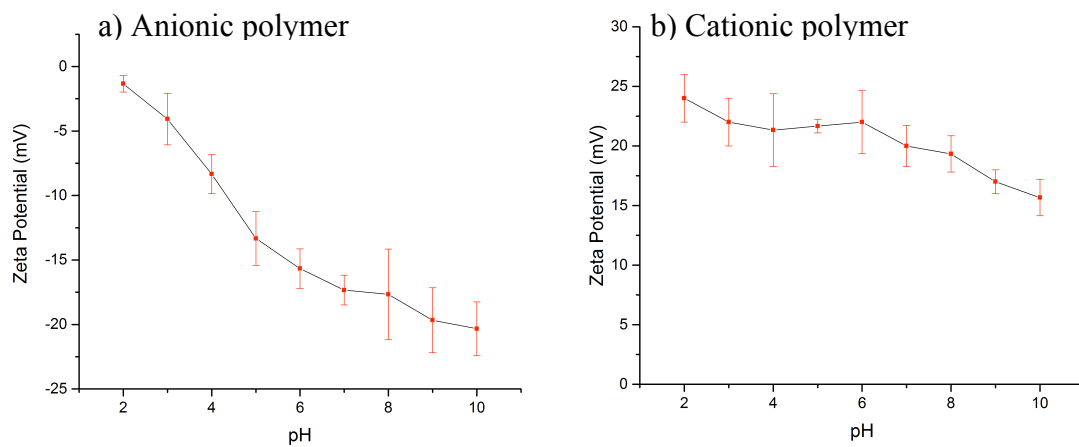 a) Anionic polymer
0
-5
-10
-15
-20
-25
Zeta Potential (mV)
2 4 6 8 10
pH
b) Cationic polymer
30
25
20
15
10
5
0
Zeta Potential (mV)
2 4 6 8 10
pH